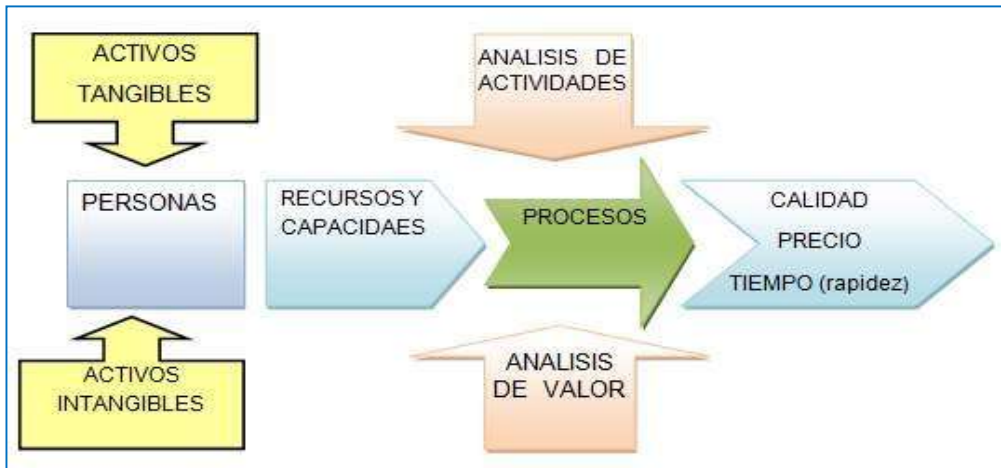 ACTIVOS
TANGIBLES
ANALISIS DE
ACTIVIDADES
PERSONAS
RECURSOS Y
CAPACIDAES
PROCESOS
CALIDAD
PRECIO
TIEMPO (rapidez)
ACTIVOS
INTANGIBLES
ANALISIS
DE VALOR